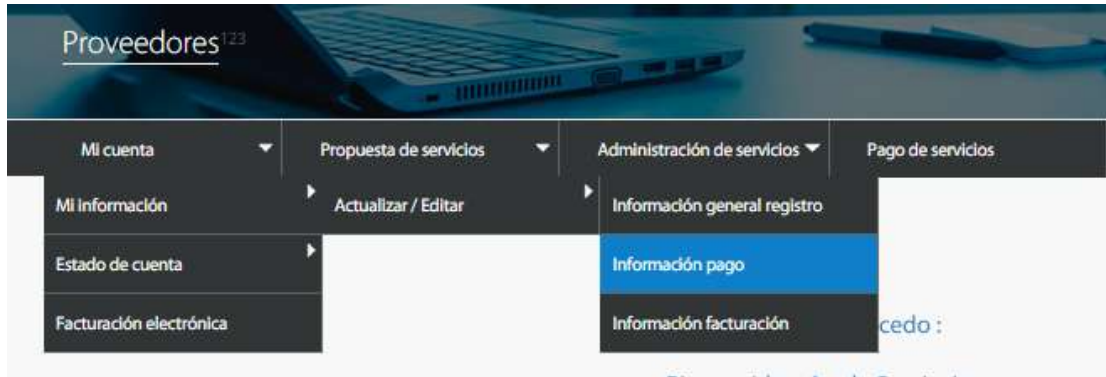 Proveedores123
Mi cuenta Propuesta de servicios Administración de servicios Pago de servicios
Mi información Actualizar / Editar Información general registro
Estado de cuenta Información pago
Facturación electrónica Información facturación
cedo :